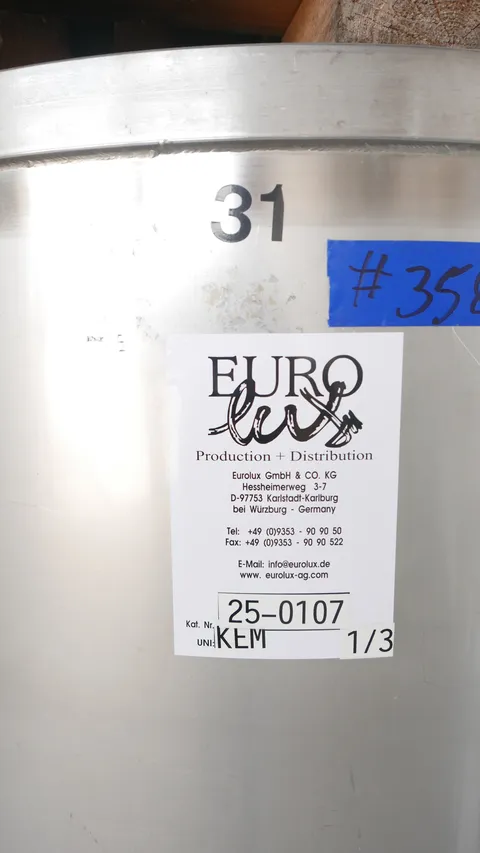 31
#358
EURO
lux
Production + Distribution
Eurolux GmbH & CO. KG
Hessheimerweg 3-7
D-97753 Karlstadt-Karlburg
bei Würzburg - Germany
Tel: +49 (0)9353 - 90 90 50
Fax: +49 (0)9353 - 90 90 522
E-Mail: info@eurolux.de
www. eurolux-ag.com
Kat. Nr. 25-0107
UNI: KEM 1/3